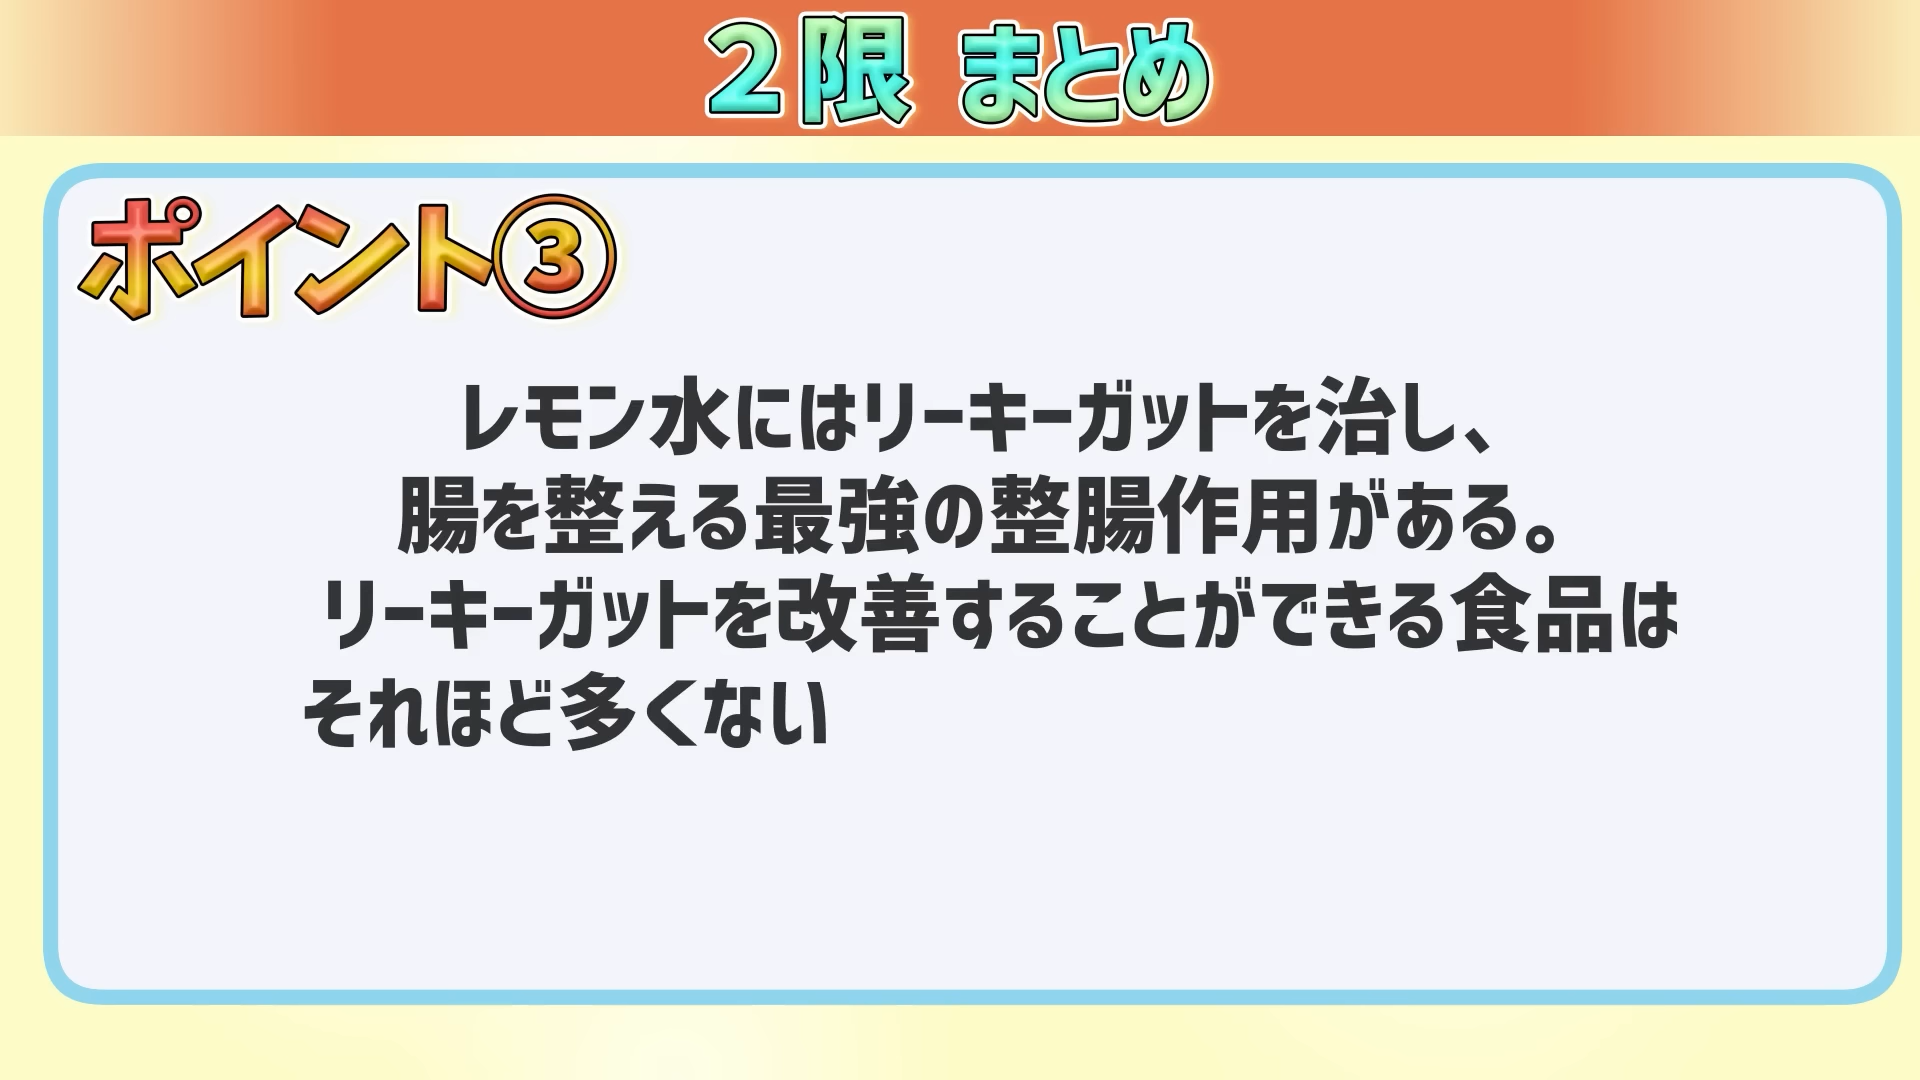 ２限 まとめ
ポイント③
レモン水にはリーキーガットを治し、
腸を整える最強の整腸作用がある。
リーキーガットを改善することができる食品は
それほど多くない